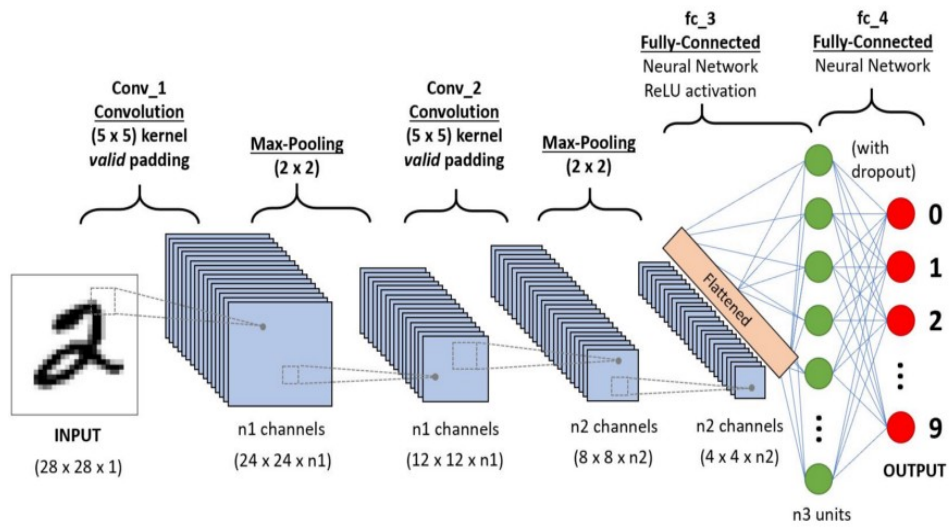 Conv_1
Convolution
(5 x 5) kernel
valid padding
Max-Pooling
(2 x 2)
Conv_2
Convolution
(5 x 5) kernel
valid padding
Max-Pooling
(2 x 2)
fc_3
Fully-Connected
Neural Network
ReLU activation
fc_4
Fully-Connected
Neural Network
(with
dropout)
Flattened
0
1
2
9
OUTPUT
2
INPUT
(28 x 28 x 1)
n1 channels
(24 x 24 x n1)
n1 channels
(12 x 12 x n1)
n2 channels
(8 x 8 x n2)
n2 channels
(4 x 4 x n2)
n3 units